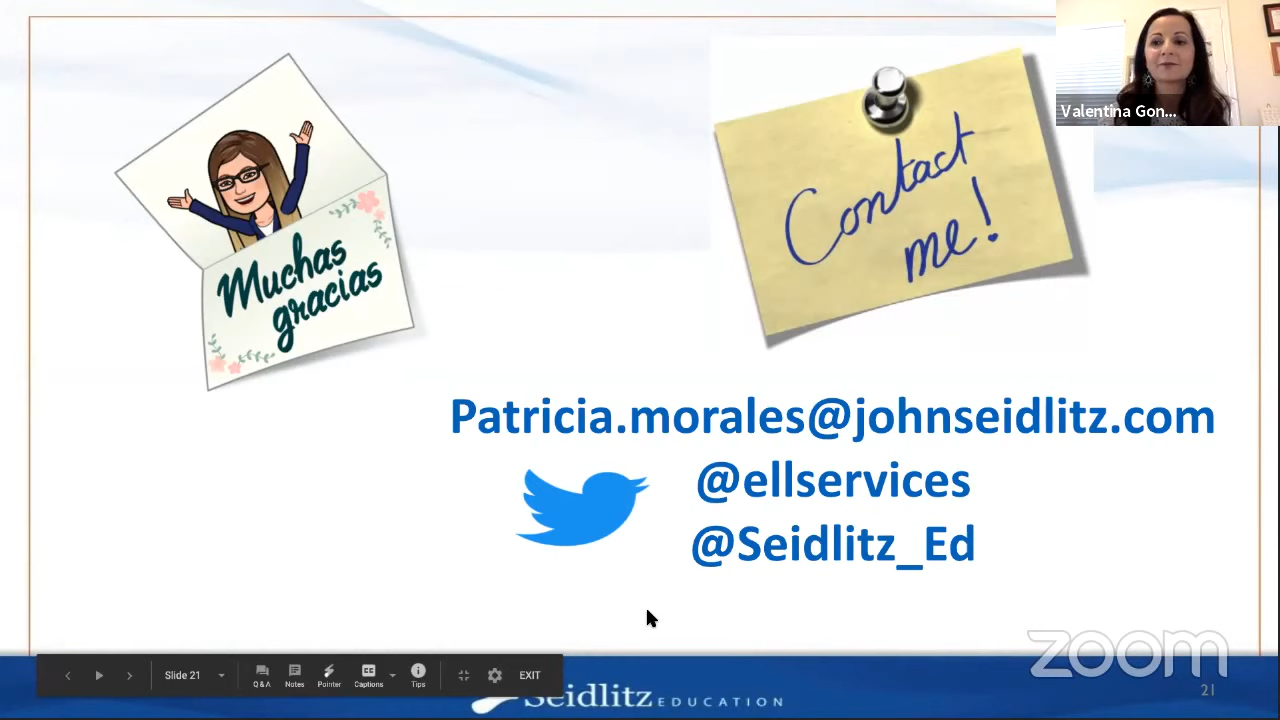 Valentina Gon...
Muchas
gracias
Contact
me!
Patricia.morales@johnseidlitz.com
@ellservices
@Seidlitz_Ed
zoom
Slide 21
Q&A
Notes
Pointer
CC
Captions
Tips
EXIT
Seidlitz EDUCATION
21